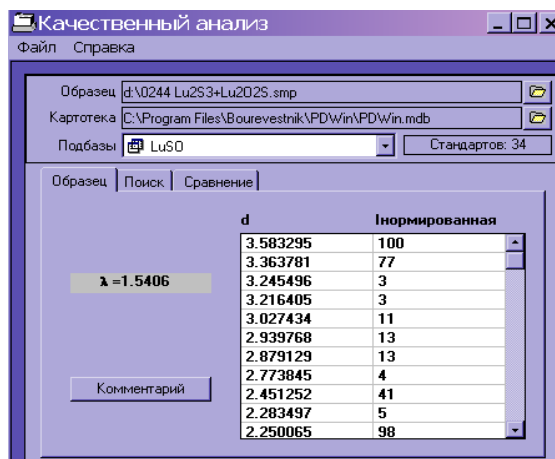 Качественный анализ
Файл Справка
Образец d:\0244 Lu2S3+Lu2O2S.smp
Картотека C:\Program Files\Bourevestnik\PDWin\PDWin.mdb
Подбазы LuSO Стандартов: 34
Образец Поиск Сравнение
d Iнормированная
3.583295 100
3.363781 77
λ =1.5406 3.245496 3
3.216405 3
3.027434 11
2.939768 13
2.879129 13
2.773845 4
Комментарий 2.451252 41
2.283497 5
2.250065 98